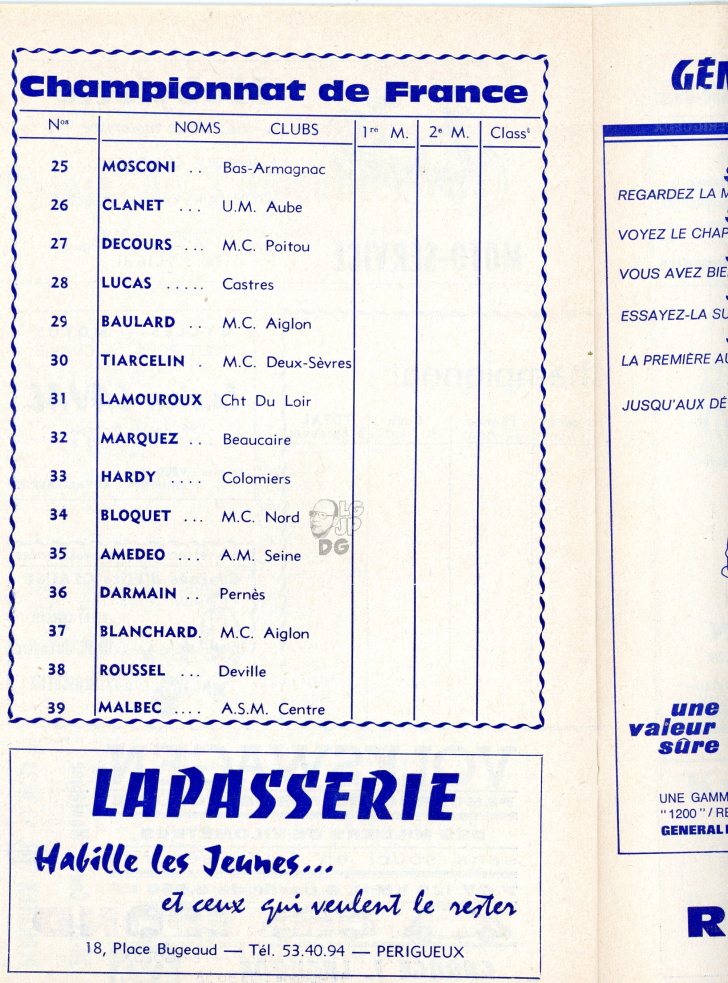 Championnat de France
Nos NOMS CLUBS 1re M. 2e M. Classt
25 MOSCONI .. Bas-Armagnac
26 CLANET ... U.M. Aube
27 DECOURS ... M.C. Poitou
28 LUCAS ..... Castres
29 BAULARD .. M.C. Aiglon
30 TIARCELIN . M.C. Deux-Sèvres
31 LAMOUROUX Cht Du Loir
32 MARQUEZ .. Beaucaire
33 HARDY .... Colomiers
34 BLOQUET ... M.C. Nord
35 AMEDEO ... A.M. Seine
36 DARMAIN .. Pernès
37 BLANCHARD. M.C. Aiglon
38 ROUSSEL ... Deville
39 MALBEC .... A.S.M. Centre
LG
JP
DG
LAPASSERIE
Habille les Jeunes...
et ceux qui veulent le rester
18, Place Bugeaud — Tél. 53.40.94 — PERIGUEUX
GÉN
REGARDEZ LA M
VOYEZ LE CHAP
VOUS AVEZ BIE
ESSAYEZ-LA SU
LA PREMIÈRE AU
JUSQU'AUX DÉ
une
valeur
sûre
UNE GAMM
"1200" / RE
GENERAL
R